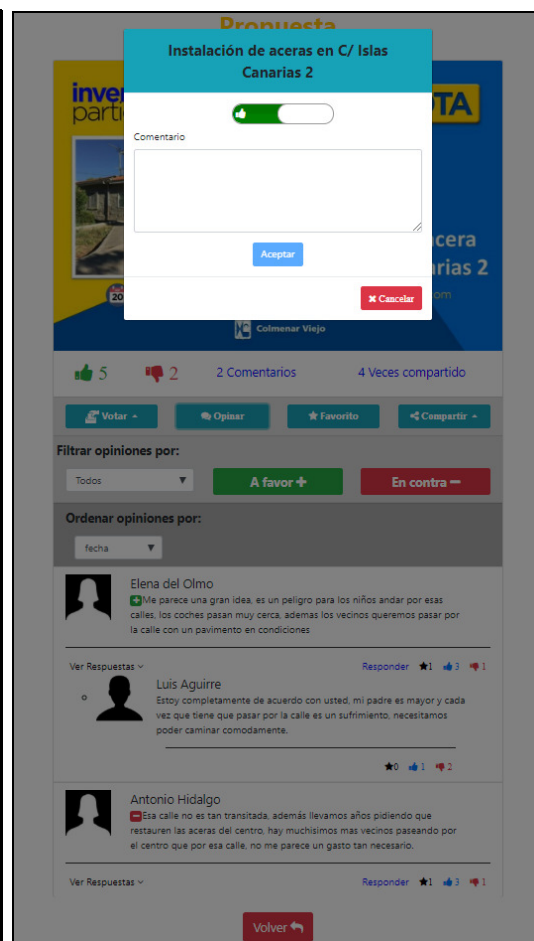 Propuesta
Instalación de aceras en C/ Islas
Canarias 2
inve
parti
OTA
Comentario
Aceptar
cera
arias 2
20
com
✖ Cancelar
Colmenar Viejo
5 2 2 Comentarios 4 Veces compartido
Votar Opinar Favorito Compartir
Filtrar opiniones por:
Todos A favor + En contra −
Ordenar opiniones por:
fecha
Elena del Olmo
Me parece una gran idea, es un peligro para los niños andar por esas
calles, los coches pasan muy cerca, ademas los vecinos queremos pasar por
la calle con un pavimento en condiciones
Ver Respuestas Responder ★1 3 1
Luis Aguirre
Estoy completamente de acuerdo con usted, mi padre es mayor y cada
vez que tiene que pasar por la calle es un sufrimiento, necesitamos
poder caminar comodamente.
★0 1 2
Antonio Hidalgo
Esa calle no es tan transitada, además llevamos años pidiendo que
restauren las aceras del centro, hay muchisimos mas vecinos paseando por
el centro que por esa calle, no me parece un gasto tan necesario.
Ver Respuestas Responder ★1 3 1
Volver